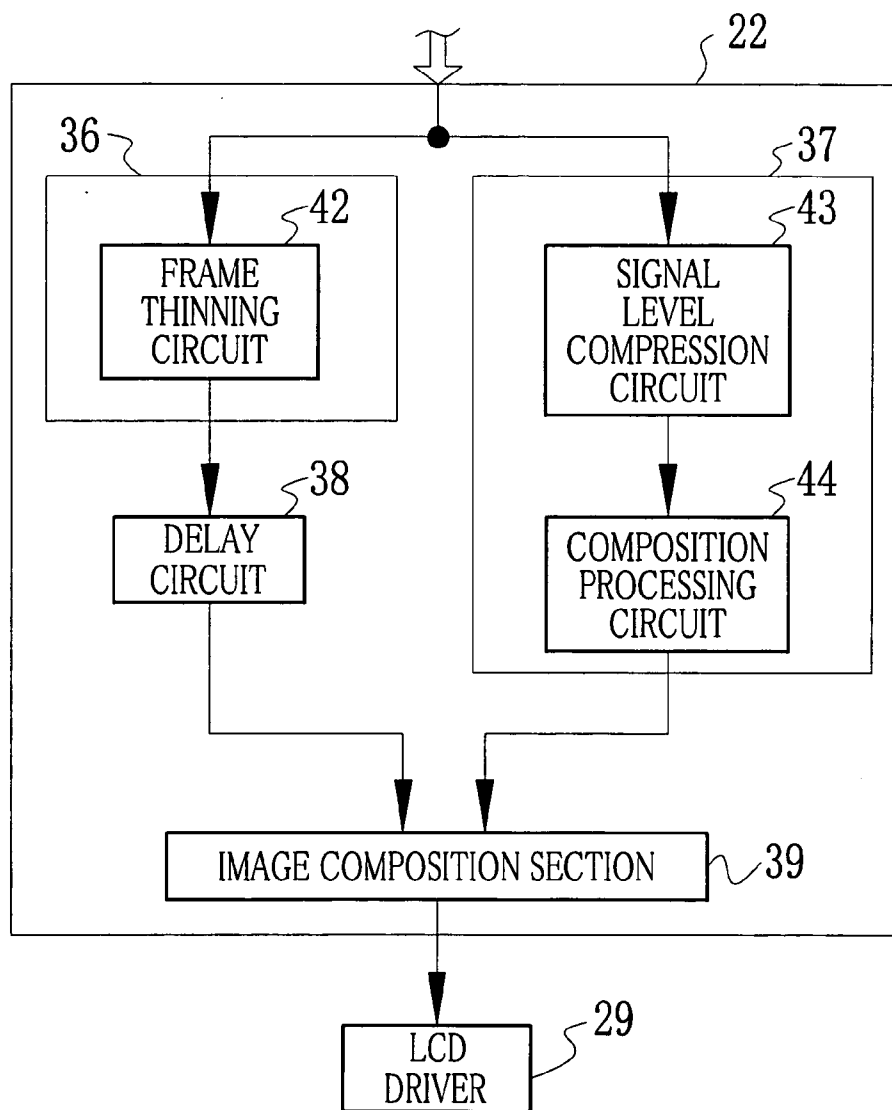 22
36
37
42
43
FRAME
THINNING
CIRCUIT
SIGNAL
LEVEL
COMPRESSION
CIRCUIT
38
44
DELAY
CIRCUIT
COMPOSITION
PROCESSING
CIRCUIT
IMAGE COMPOSITION SECTION
39
LCD
DRIVER
29